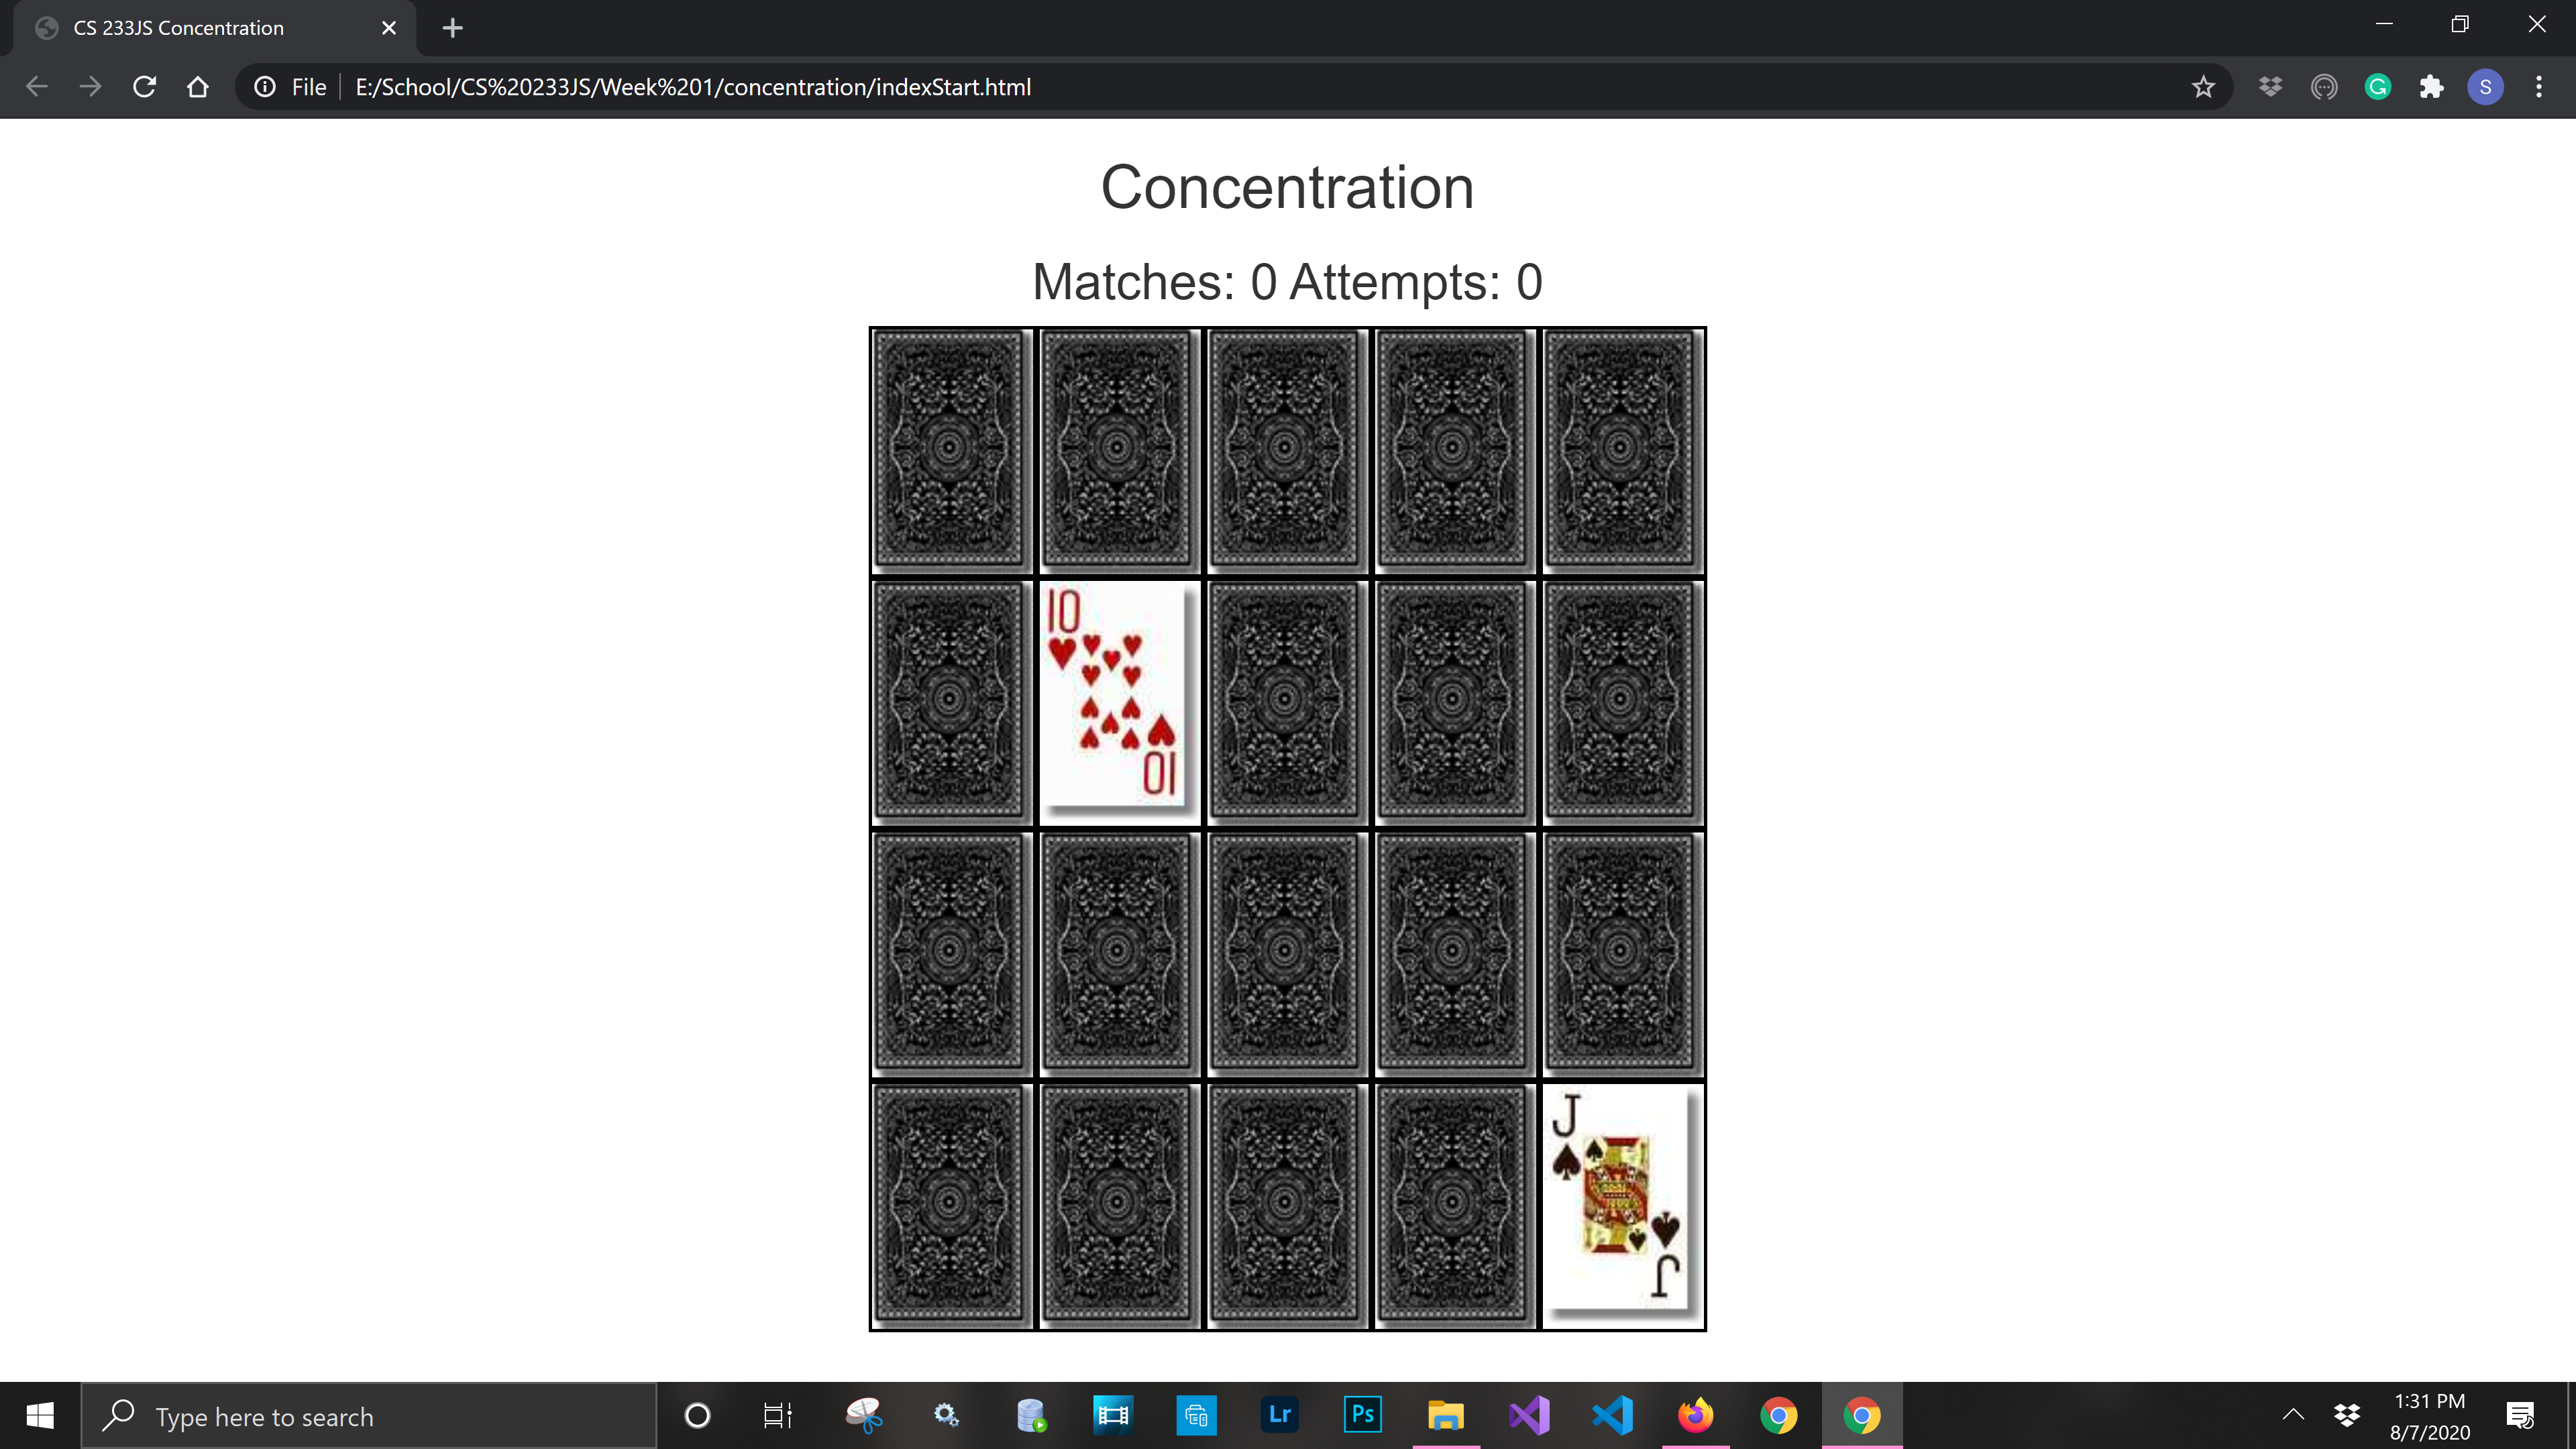 CS 233JS Concentration
File E:/School/CS%20233JS/Week%201/concentration/indexStart.html
S
Concentration
Matches: 0 Attempts: 0
10
10
J
J
Type here to search
Lr
Ps
1:31 PM
8/7/2020